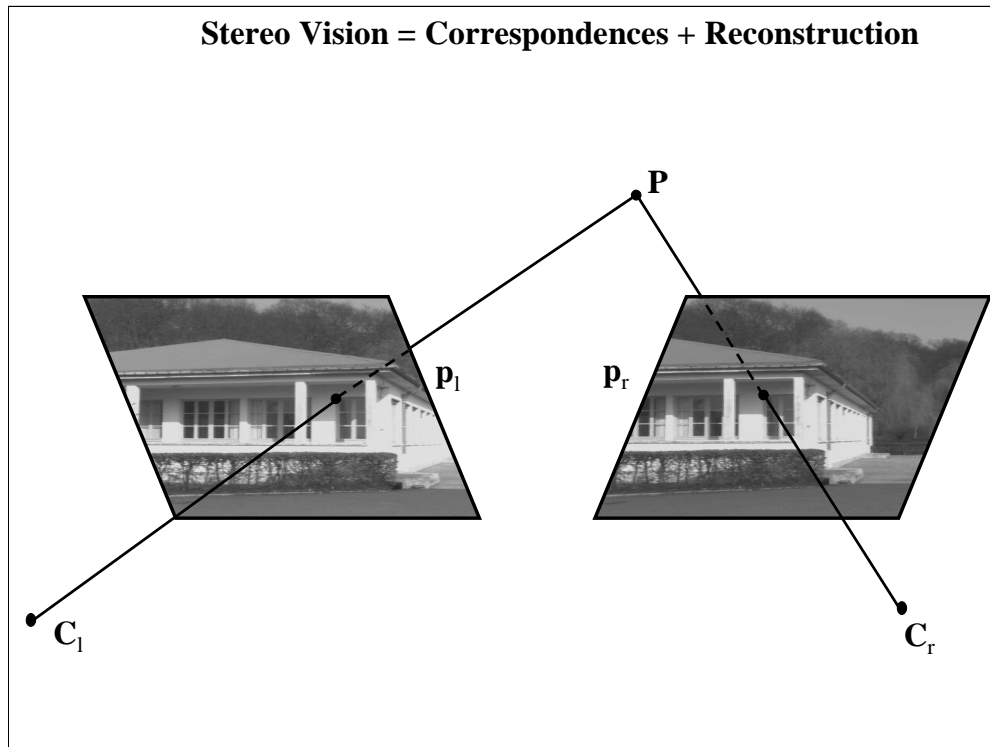 Stereo Vision = Correspondences + Reconstruction
P
p_l
p_r
C_l
C_r